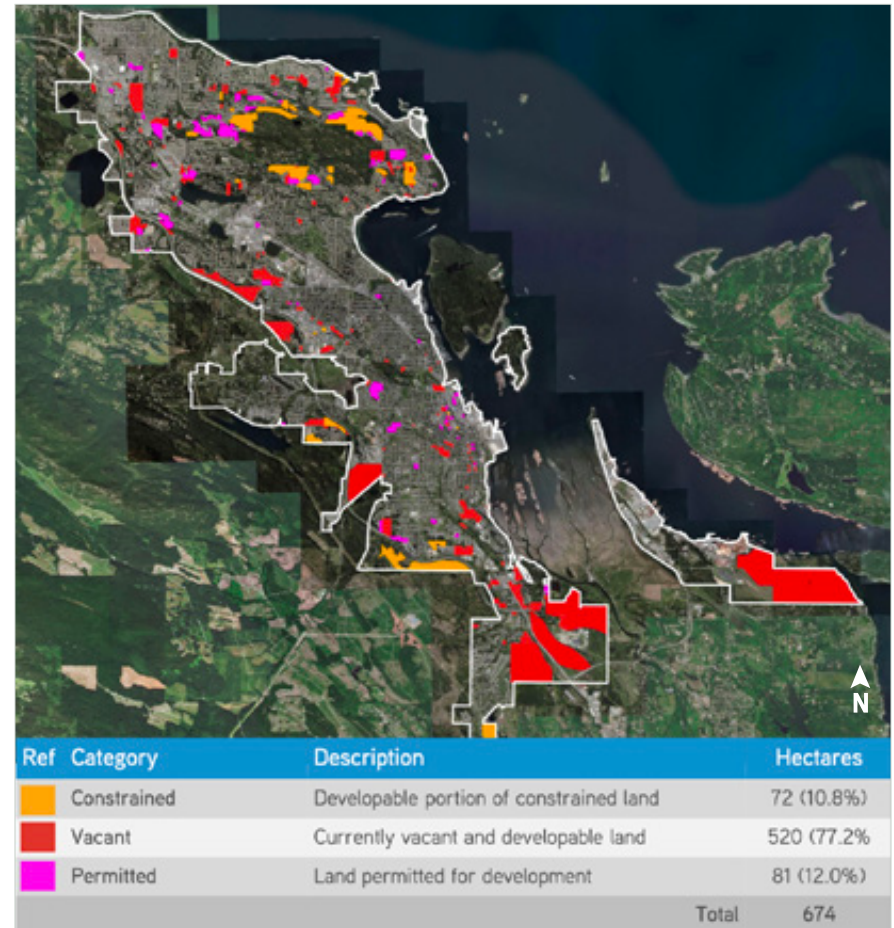 N
Ref Category Description Hectares
Constrained Developable portion of constrained land 72 (10.8%)
Vacant Currently vacant and developable land 520 (77.2%
Permitted Land permitted for development 81 (12.0%)
Total 674